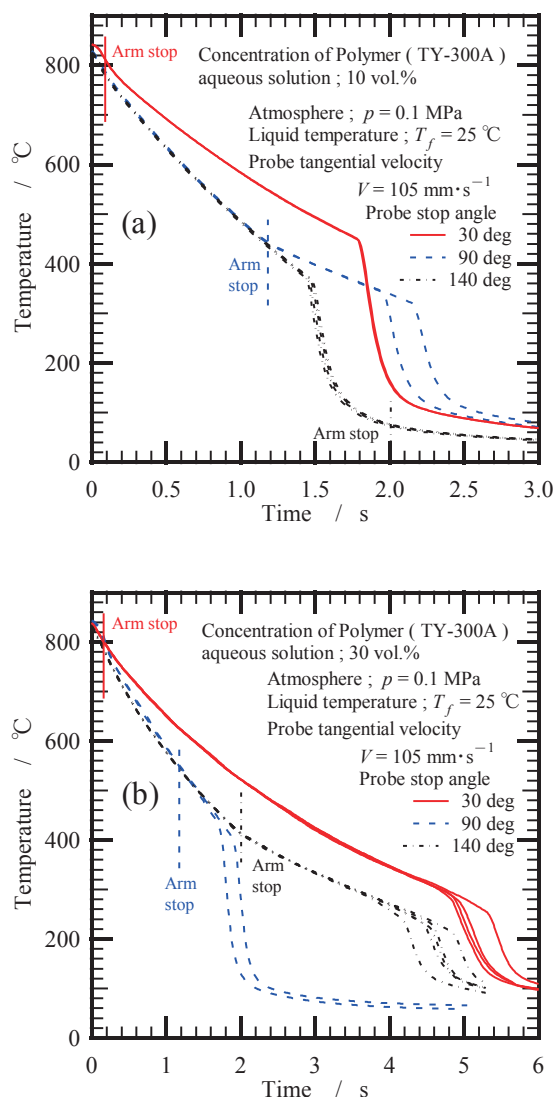 800
600
400
200
0
Temperature / ℃
Arm stop
Concentration of Polymer ( TY-300A )
aqueous solution ; 10 vol.%
Atmosphere ; p = 0.1 MPa
Liquid temperature ; Tf = 25 ℃
Probe tangential velocity
V = 105 mm·s−1
Probe stop angle
30 deg
90 deg
140 deg
(a)
Arm
stop
Arm stop
0
0.5
1.0
1.5
2.0
2.5
3.0
Time / s
800
600
400
200
0
Temperature / ℃
Arm stop
Concentration of Polymer ( TY-300A )
aqueous solution ; 30 vol.%
Atmosphere ; p = 0.1 MPa
Liquid temperature ; Tf = 25 ℃
Probe tangential velocity
V = 105 mm·s−1
Probe stop angle
30 deg
90 deg
140 deg
(b)
Arm
stop
Arm
stop
0
1
2
3
4
5
6
Time / s